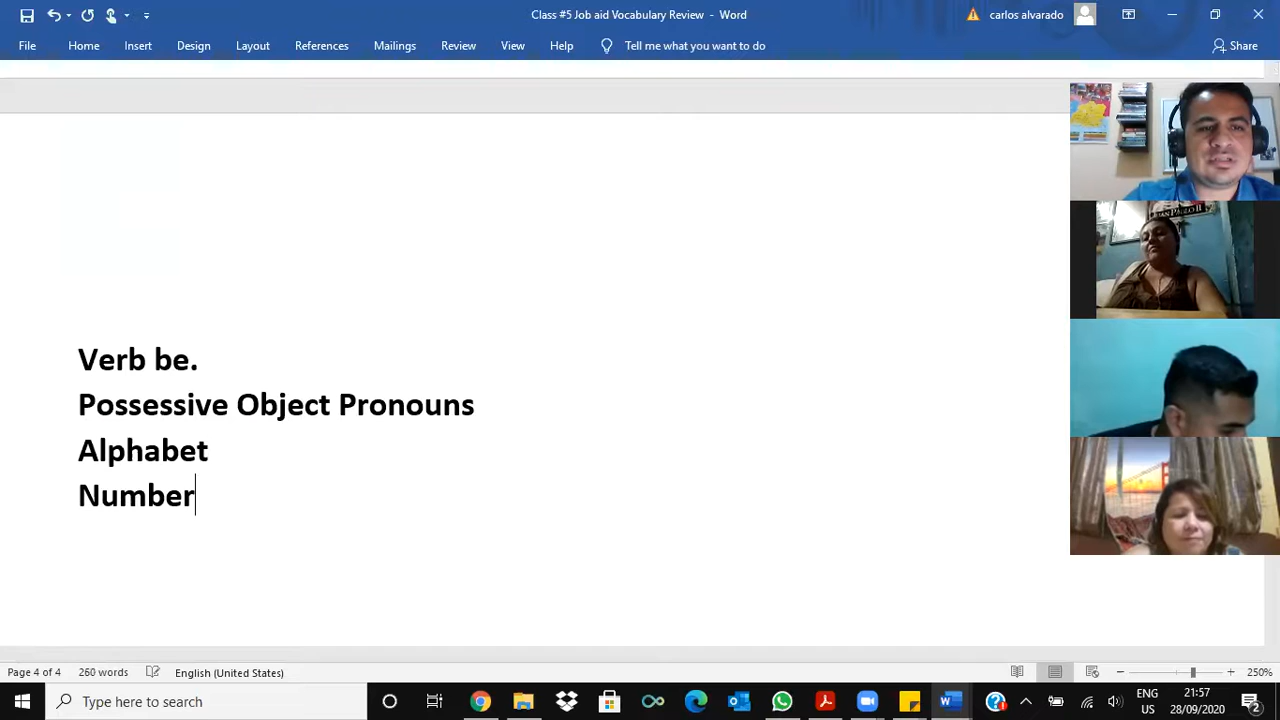 Class #5 Job aid Vocabulary Review - Word
carlos alvarado
File Home Insert Design Layout References Mailings Review View Help Tell me what you want to do Share
Verb be.
Possessive Object Pronouns
Alphabet
Number
Page 4 of 4 260 words English (United States) 250%
Type here to search
ENG
US
21:57
28/09/2020
2